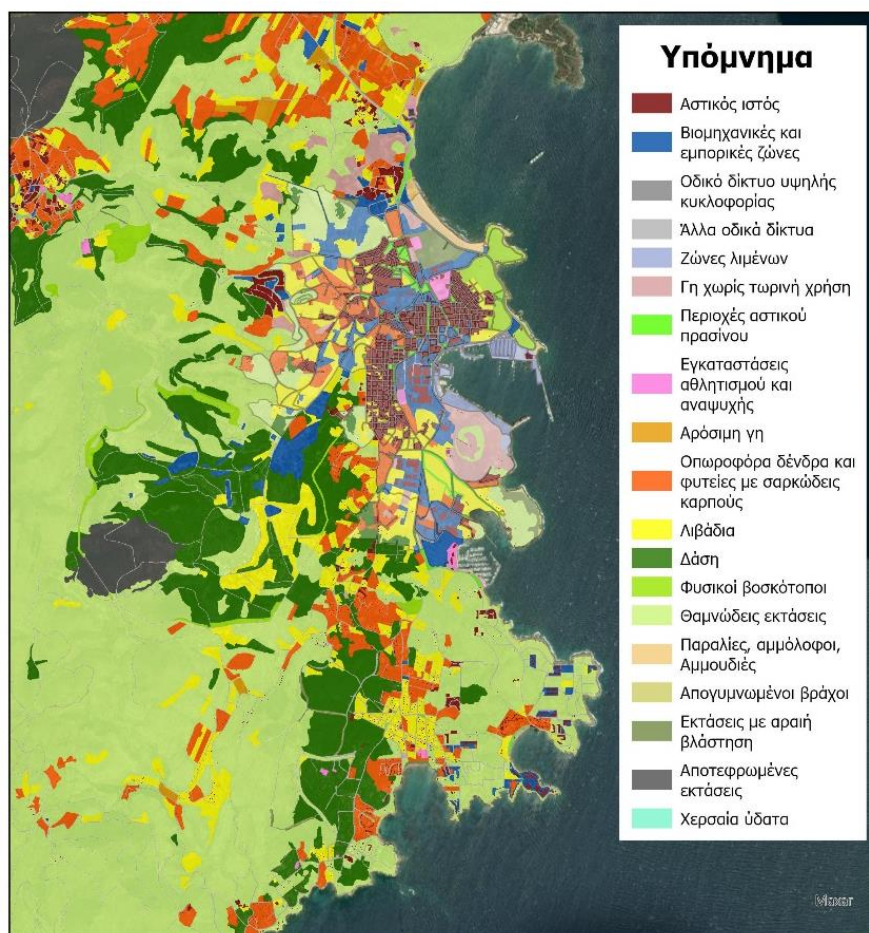 Υπόμνημα
Αστικός ιστός
Βιομηχανικές και
εμπορικές ζώνες
Οδικό δίκτυο υψηλής
κυκλοφορίας
Άλλα οδικά δίκτυα
Ζώνες λιμένων
Γη χωρίς τωρινή χρήση
Περιοχές αστικού
πρασίνου
Εγκαταστάσεις
αθλητισμού και
αναψυχής
Αρόσιμη γη
Οπωροφόρα δένδρα και
φυτείες με σαρκώδεις
καρπούς
Λιβάδια
Δάση
Φυσικοί βοσκότοποι
Θαμνώδεις εκτάσεις
Παραλίες, αμμόλοφοι,
Αμμουδιές
Απογυμνωμένοι βράχοι
Εκτάσεις με αραιή
βλάστηση
Αποτεφρωμένες
εκτάσεις
Χερσαία ύδατα
Maxar